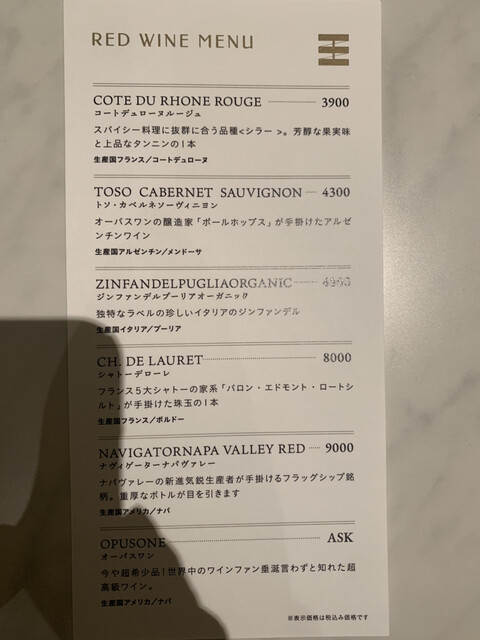 RED WINE MENU
COTE DU RHONE ROUGE 3900
コートデュローヌルージュ
スパイシー料理に抜群に合う品種<シラー >。芳醇な果実味
と上品なタンニンの1本
生産国フランス/コートデュローヌ
TOSO CABERNET SAUVIGNON 4300
トソ・カベルネソーヴィニヨン
オーパスワンの醸造家「ポールホッブス」が手掛けたアルゼ
ンチンワイン
生産国アルゼンチン/メンドーサ
ZINFANDELPUGLIAORGANIC
ジンファンデルプーリアオーガニック
独特なラベルの珍しいイタリアのジンファンデル
生産国イタリア/プーリア
CH. DE LAURET 8000
シャトーデローレ
フランス5大シャトーの家系「バロン・エドモント・ロートシ
ルト」が手掛けた珠玉の1本
生産国フランス/ボルドー
NAVIGATORNAPA VALLEY RED 9000
ナヴィゲーターナパヴァレー
ナパヴァレーの新進気鋭生産者が手掛けるフラッグシップ銘
柄。重厚なボトルが目を引きます
生産国アメリカ/ナパ
OPUSONE ASK
オーパスワン
今や超希少品!世界中のワインファン垂涎言わずと知れた超
高級ワイン。
生産国アメリカ/ナパ
※表示価格は税込み価格です